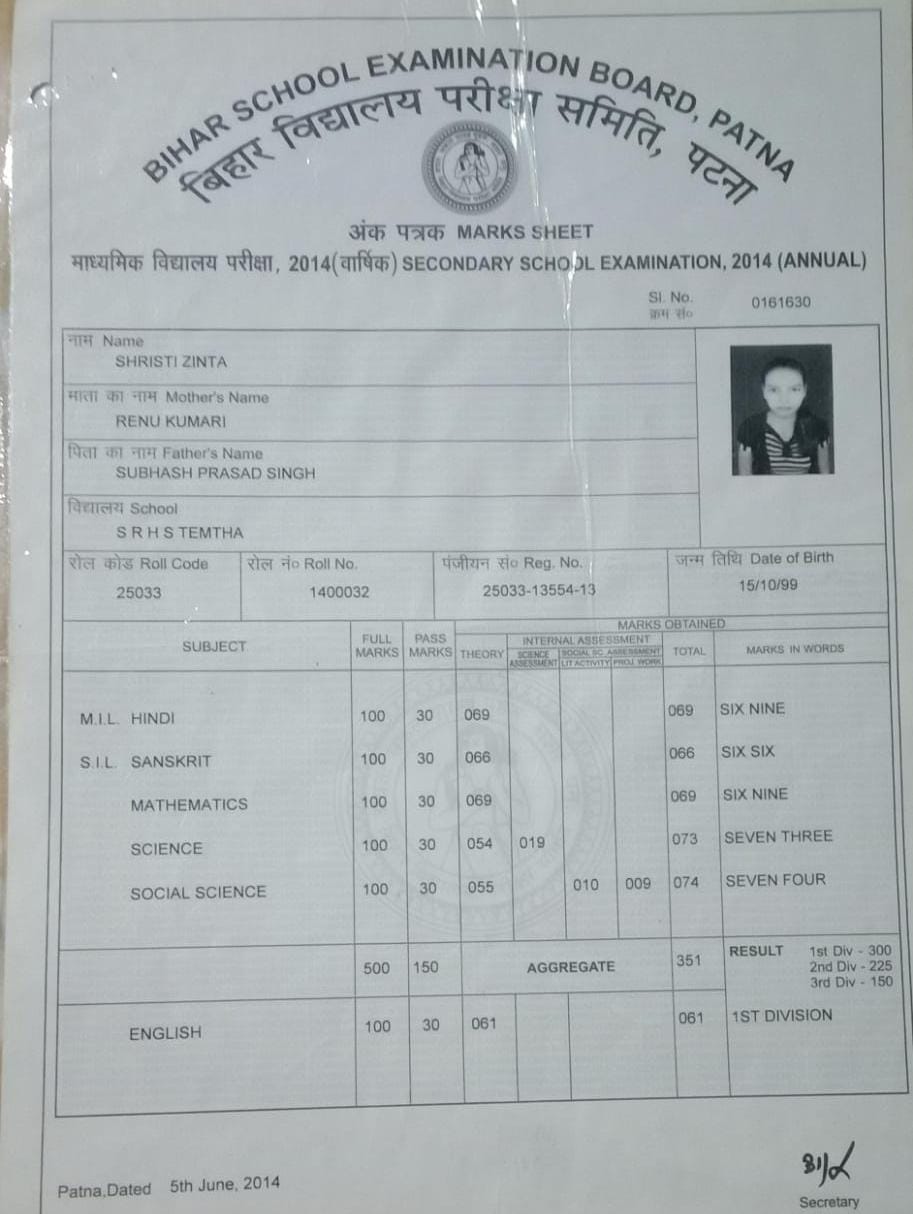 BIHAR SCHOOL EXAMINATION BOARD, PATNA
बिहार विद्यालय परीक्षा समिति, पटना
अंक पत्रक MARKS SHEET
माध्यमिक विद्यालय परीक्षा, 2014(वार्षिक) SECONDARY SCHOOL EXAMINATION, 2014 (ANNUAL)
Sl. No. 0161630
क्रम सं०
नाम Name
SHRISTI ZINTA
माता का नाम Mother's Name
RENU KUMARI
पिता का नाम Father's Name
SUBHASH PRASAD SINGH
विद्यालय School
S R H S TEMTHA
रोल कोड Roll Code रोल नं० Roll No. पंजीयन सं० Reg. No. जन्म तिथि Date of Birth
25033 1400032 25033-13554-13 15/10/99
MARKS OBTAINED
SUBJECT FULL MARKS PASS MARKS THEORY INTERNAL ASSESSMENT TOTAL MARKS IN WORDS
SCIENCE ASSESSMENT SOCIAL SC. ASSESSMENT
LIT ACTIVITY PROJ. WORK
M.I.L. HINDI 100 30 069 069 SIX NINE
S.I.L. SANSKRIT 100 30 066 066 SIX SIX
MATHEMATICS 100 30 069 069 SIX NINE
SCIENCE 100 30 054 019 073 SEVEN THREE
SOCIAL SCIENCE 100 30 055 010 009 074 SEVEN FOUR
500 150 AGGREGATE 351 RESULT 1st Div - 300
2nd Div - 225
3rd Div - 150
ENGLISH 100 30 061 061 1ST DIVISION
Patna,Dated 5th June, 2014
Secretary